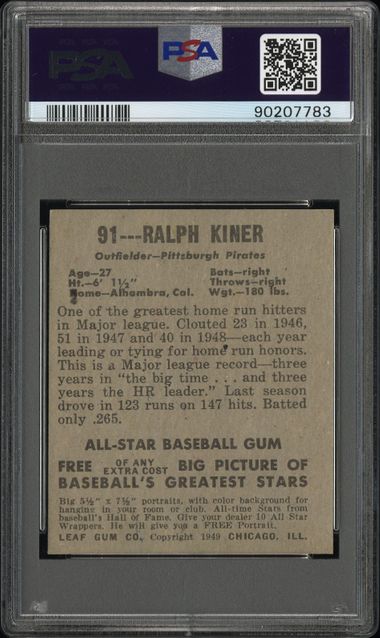 PSA
PSA
90207783
91---RALPH KINER
Outfielder—Pittsburgh Pirates
Age—27 Bats—right
Ht.—6' 1½" Throws—right
Home—Alhambra, Cal. Wgt.—180 lbs.
One of the greatest home run hitters
in Major league. Clouted 23 in 1946,
51 in 1947 and 40 in 1948—each year
leading or tying for home run honors.
This is a Major league record—three
years in "the big time . . . and three
years the HR leader." Last season
drove in 123 runs on 147 hits. Batted
only .265.
ALL-STAR BASEBALL GUM
FREE OF ANY EXTRA COST BIG PICTURE OF
BASEBALL'S GREATEST STARS
Big 5½" x 7½" portraits, with color background for
hanging in your room or club. All-time Stars from
baseball's Hall of Fame. Give your dealer 10 All Star
Wrappers. He will give you a FREE Portrait.
LEAF GUM CO., Copyright 1949 CHICAGO, ILL.